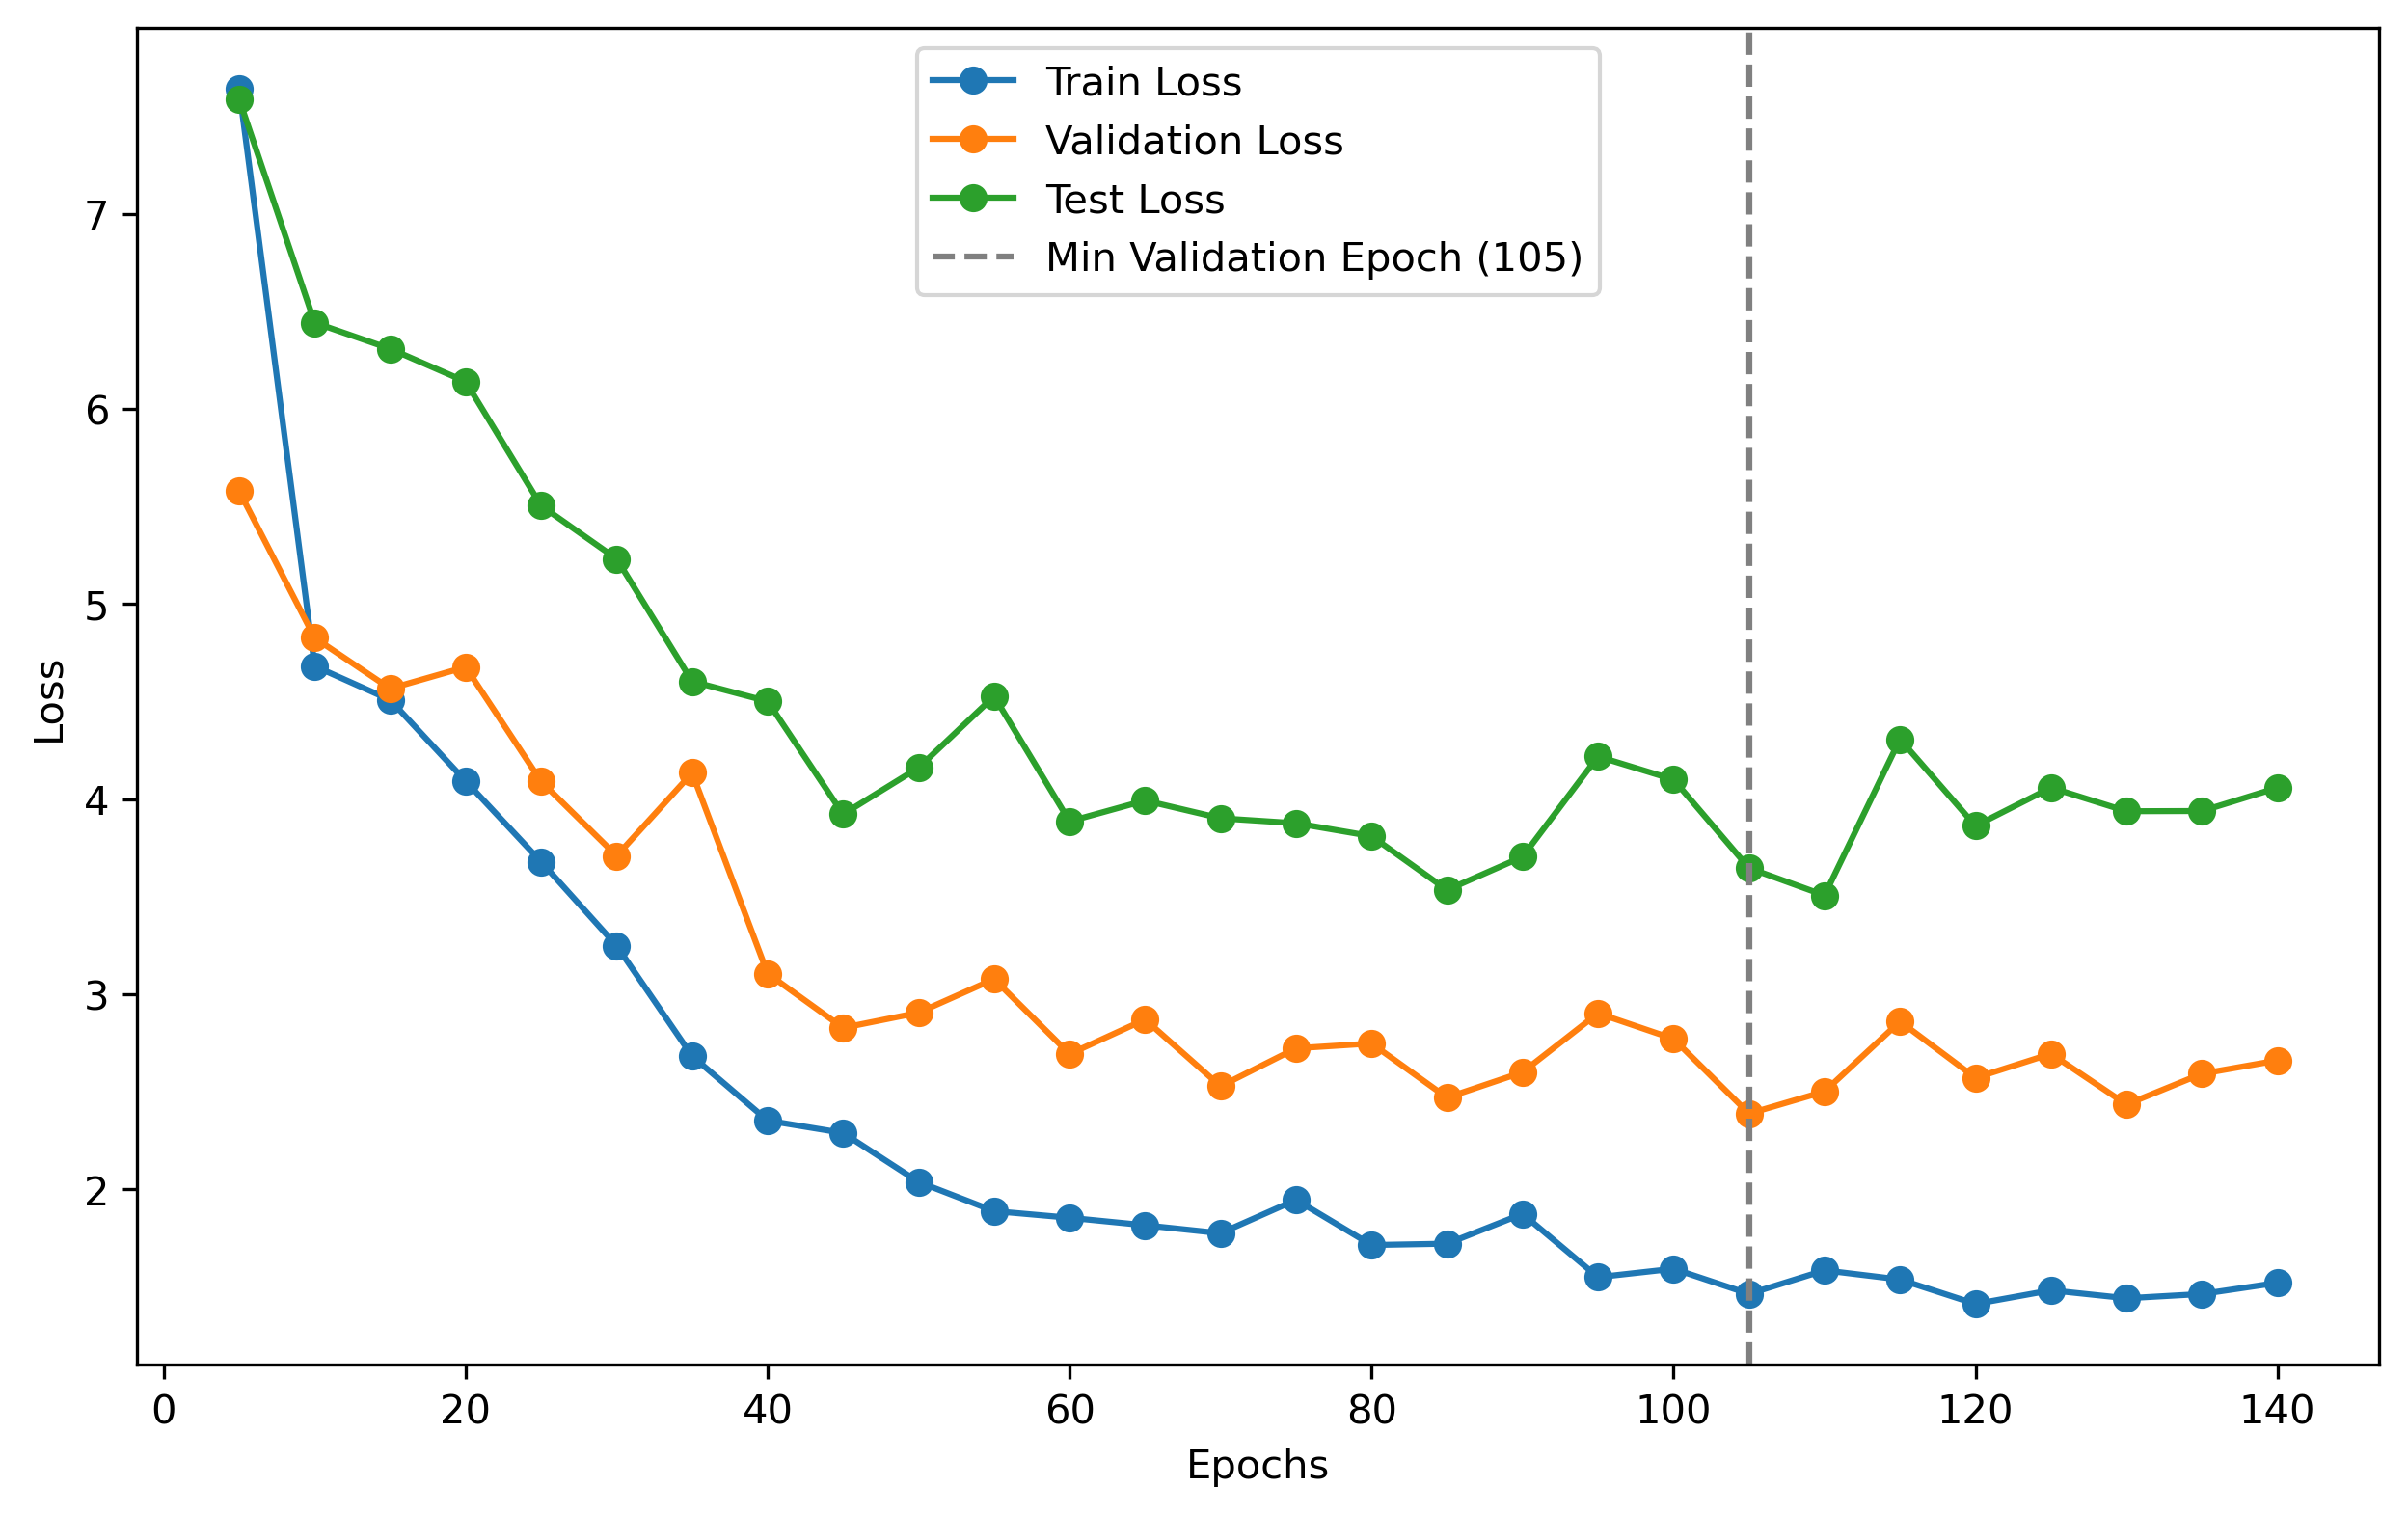 Train Loss
Validation Loss
Test Loss
Min Validation Epoch (105)
7
6
5
4
3
2
Loss
0 20 40 60 80 100 120 140
Epochs